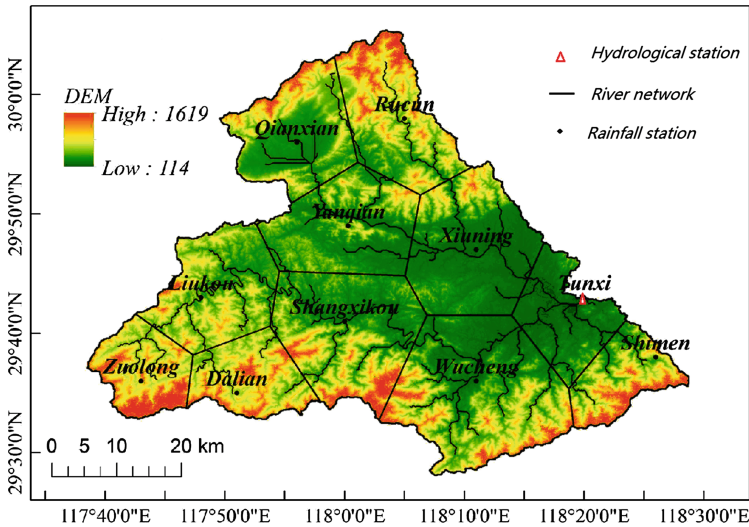 DEM
High : 1619
Low : 114
Hydrological station
River network
Rainfall station
Rucun
Qianxian
Yanqian
Xiuning
Liukou
Tunxi
Shangxikou
Shimen
Zuolong
Dalian
Wucheng
0 5 10 20 km
30°0'0"N
29°50'0"N
29°40'0"N
29°30'0"N
117°40'0"E 117°50'0"E 118°0'0"E 118°10'0"E 118°20'0"E 118°30'0"E